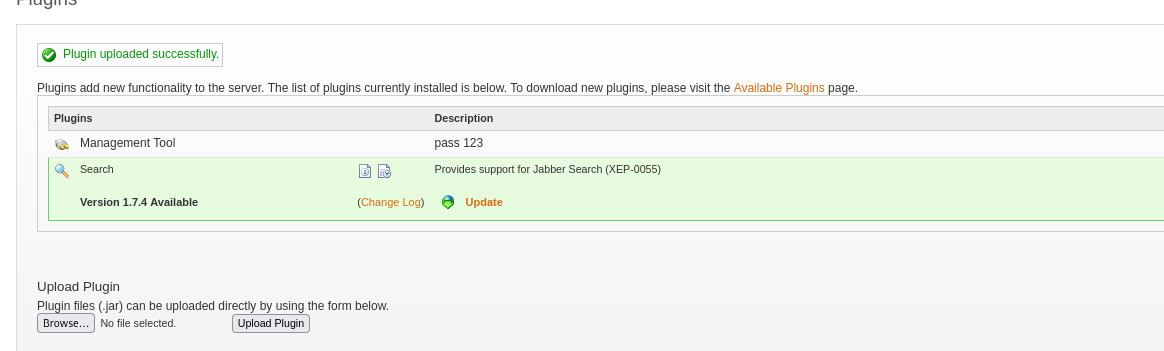 Plugins
Plugin uploaded successfully.
Plugins add new functionality to the server. The list of plugins currently installed is below. To download new plugins, please visit the Available Plugins page.
Plugins Description
Management Tool pass 123
Search Provides support for Jabber Search (XEP-0055)
Version 1.7.4 Available (Change Log) Update
Upload Plugin
Plugin files (.jar) can be uploaded directly by using the form below.
Browse... No file selected. Upload Plugin